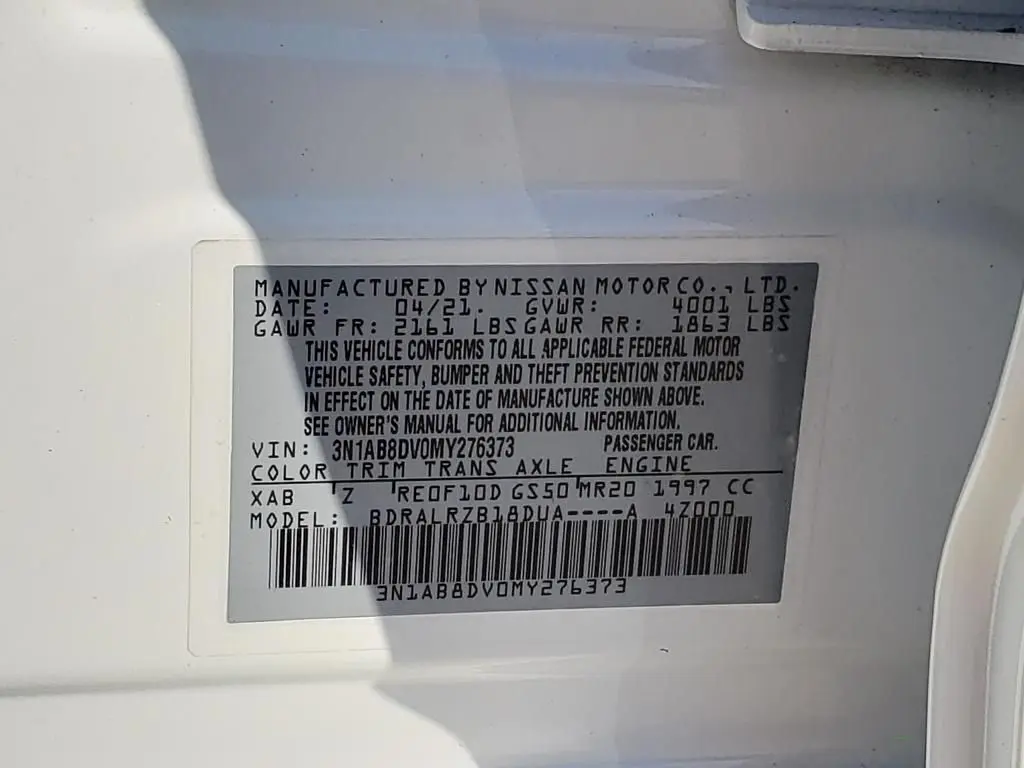 MANUFACTURED BY NISSAN MOTOR CO., LTD.
DATE: 04/21. GVWR: 4001 LBS
GAWR FR: 2161 LBS GAWR RR: 1863 LBS
THIS VEHICLE CONFORMS TO ALL APPLICABLE FEDERAL MOTOR
VEHICLE SAFETY, BUMPER AND THEFT PREVENTION STANDARDS
IN EFFECT ON THE DATE OF MANUFACTURE SHOWN ABOVE.
SEE OWNER'S MANUAL FOR ADDITIONAL INFORMATION.
VIN: 3N1AB8DV0MY276373 PASSENGER CAR.
COLOR TRIM TRANS AXLE ENGINE
XAB Z RE0F10D GS50 MR20 1997 CC
MODEL: BDRALRZB18DUA----A 4Z000
3N1AB8DV0MY276373